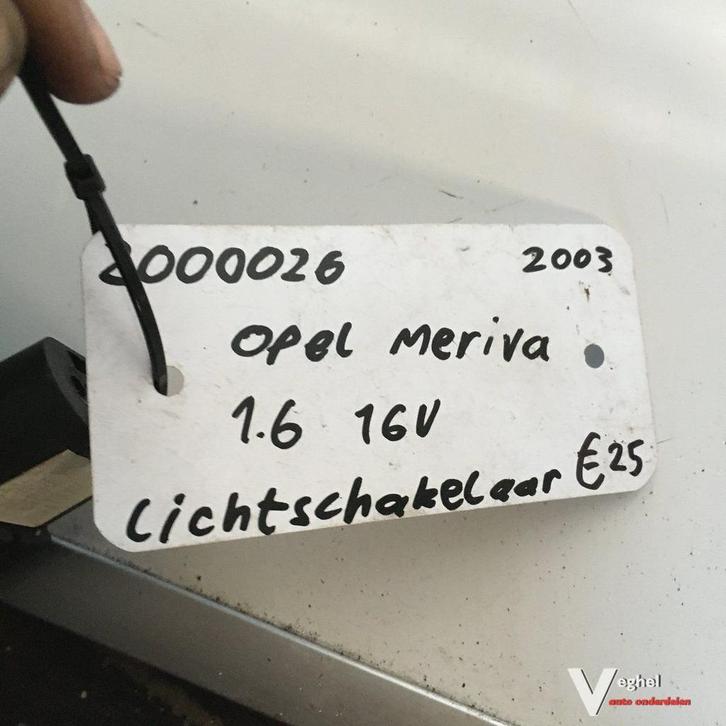 2000026 2003
Opel Meriva
1.6 16V
Lichtschakelaar €25
Veghel
auto onderdelen